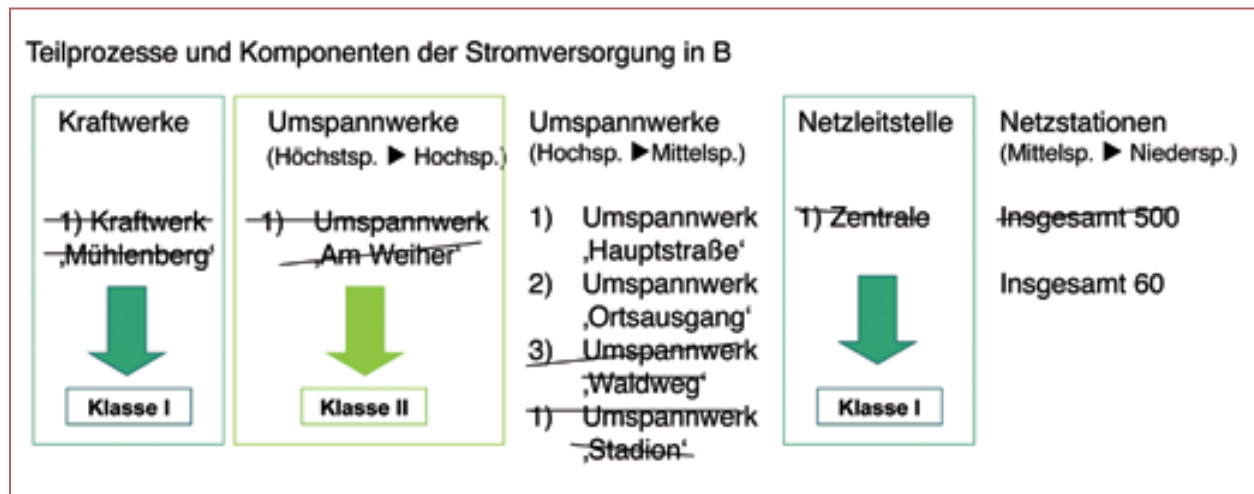 Teilprozesse und Komponenten der Stromversorgung in B
Kraftwerke
1) Kraftwerk
‚Mühlenberg‘
Klasse I
Umspannwerke
(Höchstsp. ▶ Hochsp.)
1) Umspannwerk
‚Am Weiher‘
Klasse II
Umspannwerke
(Hochsp. ▶Mittelsp.)
1) Umspannwerk
‚Hauptstraße‘
2) Umspannwerk
‚Ortsausgang‘
3) Umspannwerk
‚Waldweg‘
1) Umspannwerk
‚Stadion‘
Netzleitstelle
1) Zentrale
Klasse I
Netzstationen
(Mittelsp. ▶ Niedersp.)
Insgesamt 500
Insgesamt 60